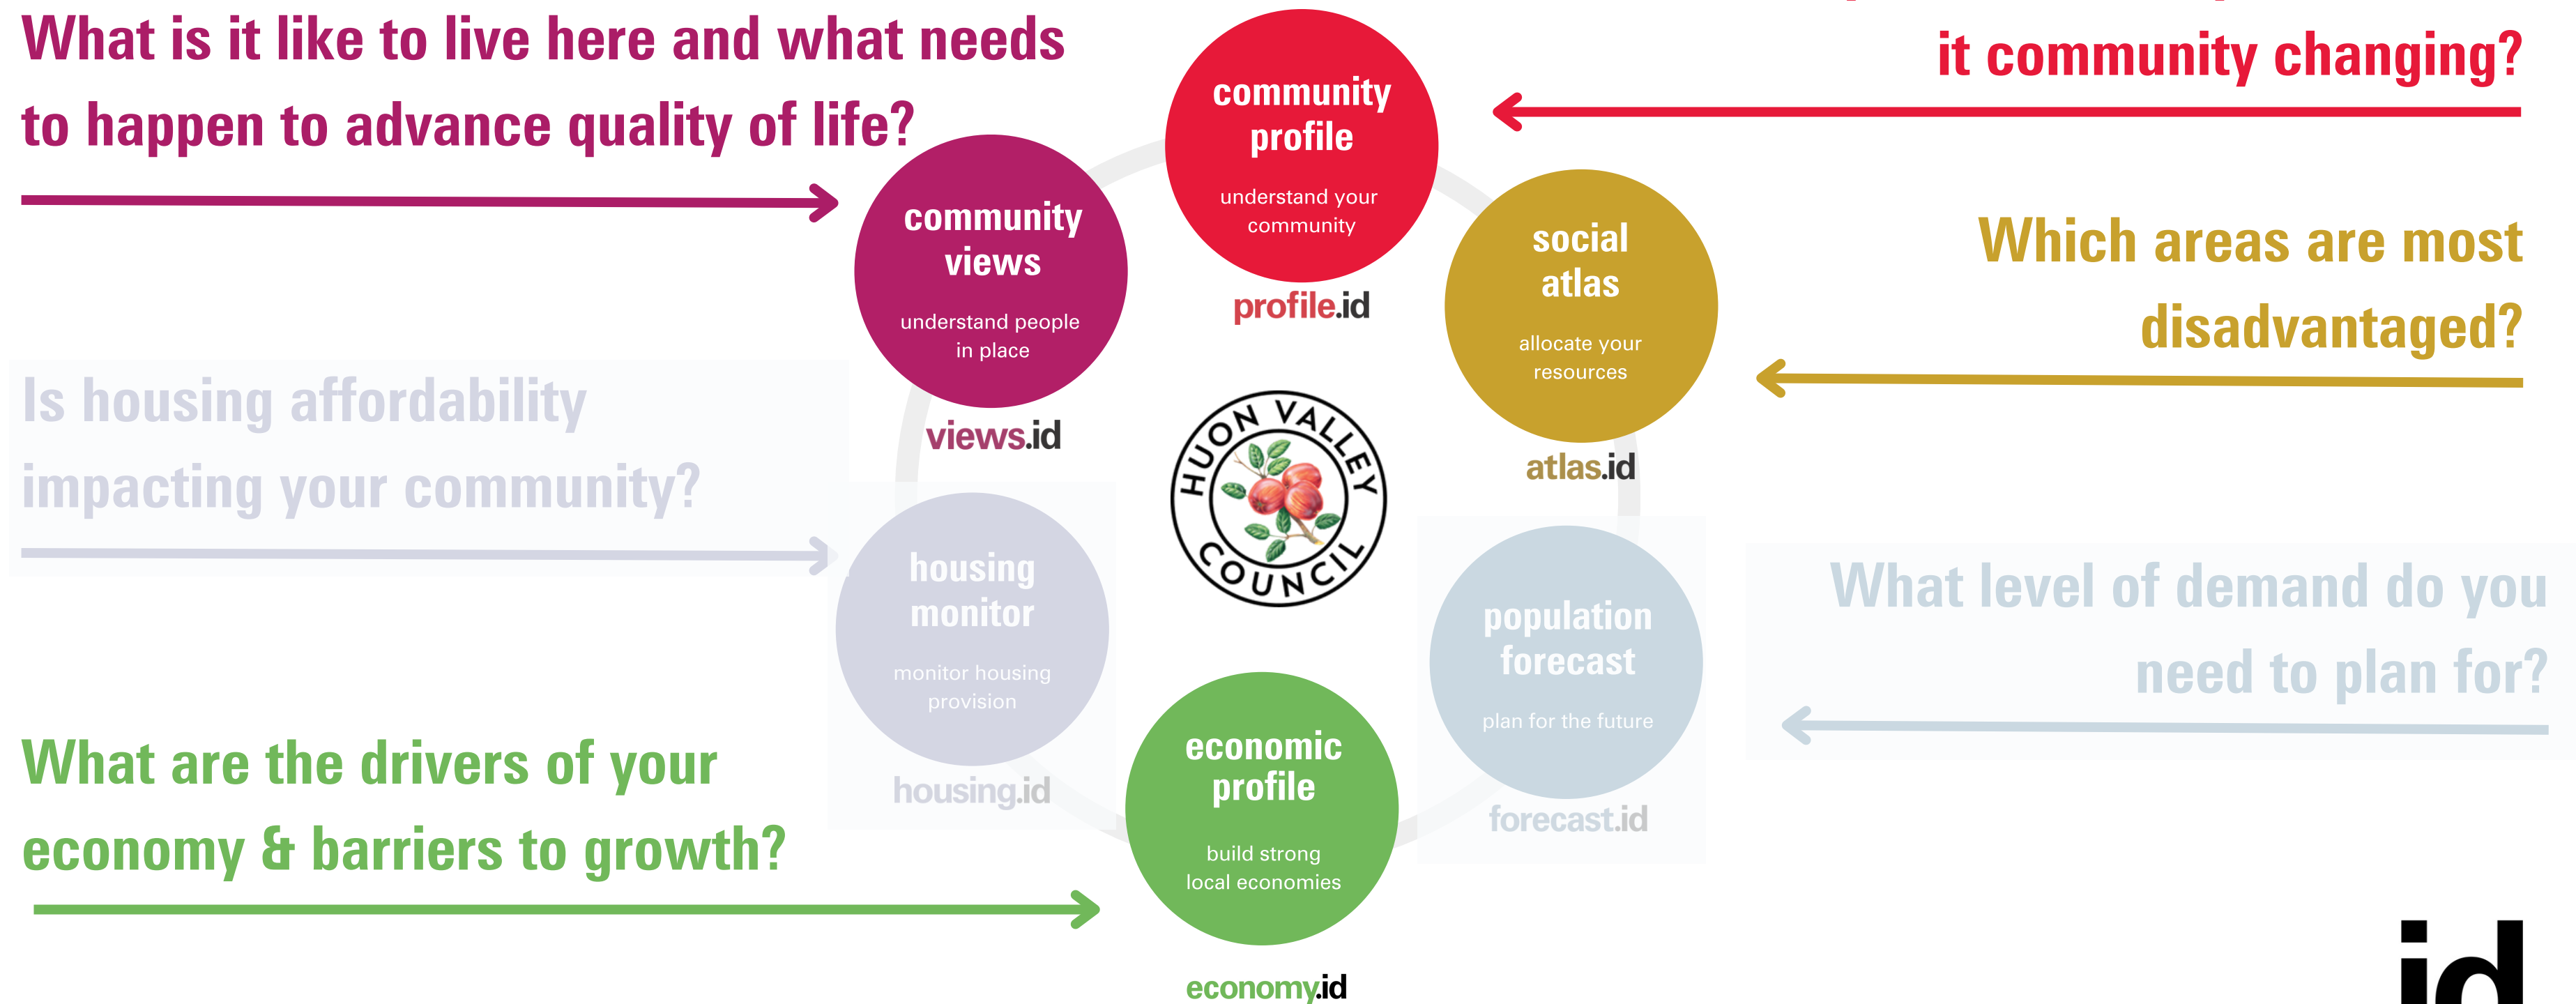 What is it like to live here and what needs
to happen to advance quality of life?
it community changing?
community
profile
understand your
community
profile.id
community
views
understand people
in place
views.id
social
atlas
allocate your
resources
atlas.id
Which areas are most
disadvantaged?
Is housing affordability
impacting your community?
HUON VALLEY
COUNCIL
housing
monitor
monitor housing
provision
housing.id
population
forecast
plan for the future
forecast.id
What level of demand do you
need to plan for?
What are the drivers of your
economy & barriers to growth?
economic
profile
build strong
local economies
economy.id
id